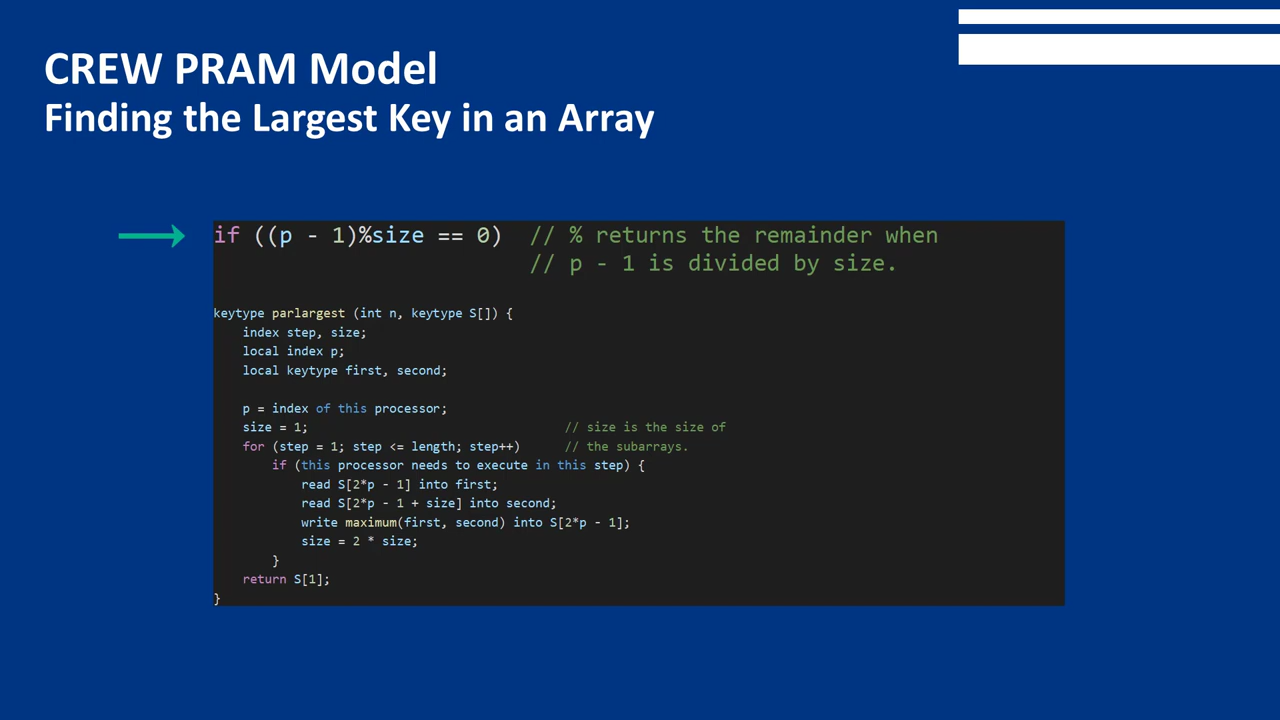 CREW PRAM Model
Finding the Largest Key in an Array
if ((p - 1)%size == 0)  // % returns the remainder when
// p - 1 is divided by size.
keytype parlargest (int n, keytype S[]) {
    index step, size;
    local index p;
    local keytype first, second;
    p = index of this processor;
    size = 1;                                   // size is the size of
    for (step = 1; step <= length; step++)      // the subarrays.
        if (this processor needs to execute in this step) {
            read S[2*p - 1] into first;
            read S[2*p - 1 + size] into second;
            write maximum(first, second) into S[2*p - 1];
            size = 2 * size;
        }
    return S[1];
}